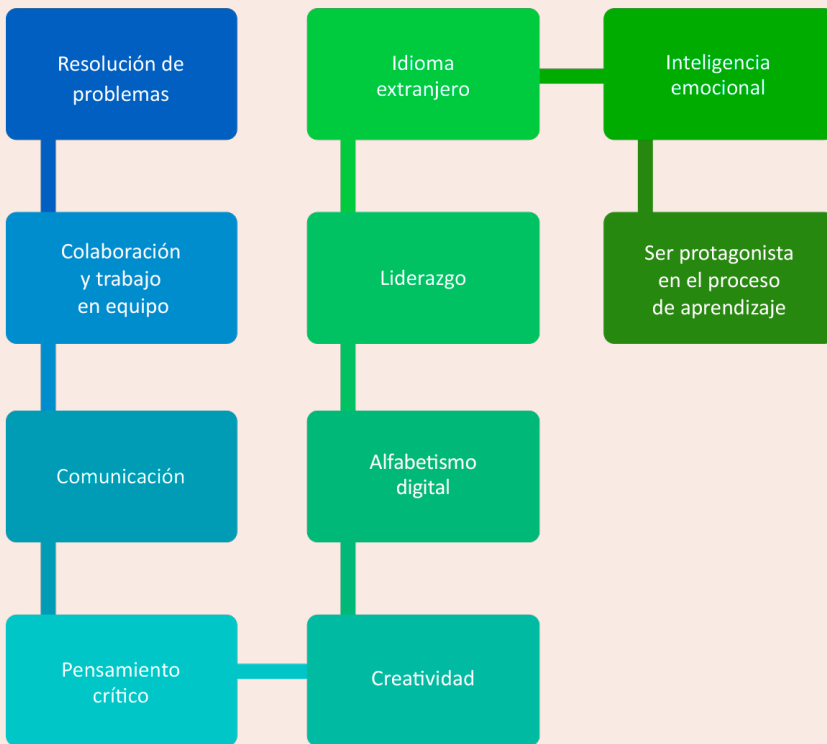 Resolución de
problemas
Colaboración
y trabajo
en equipo
Comunicación
Pensamiento
crítico
Creatividad
Alfabetismo
digital
Liderazgo
Idioma
extranjero
Inteligencia
emocional
Ser protagonista
en el proceso
de aprendizaje